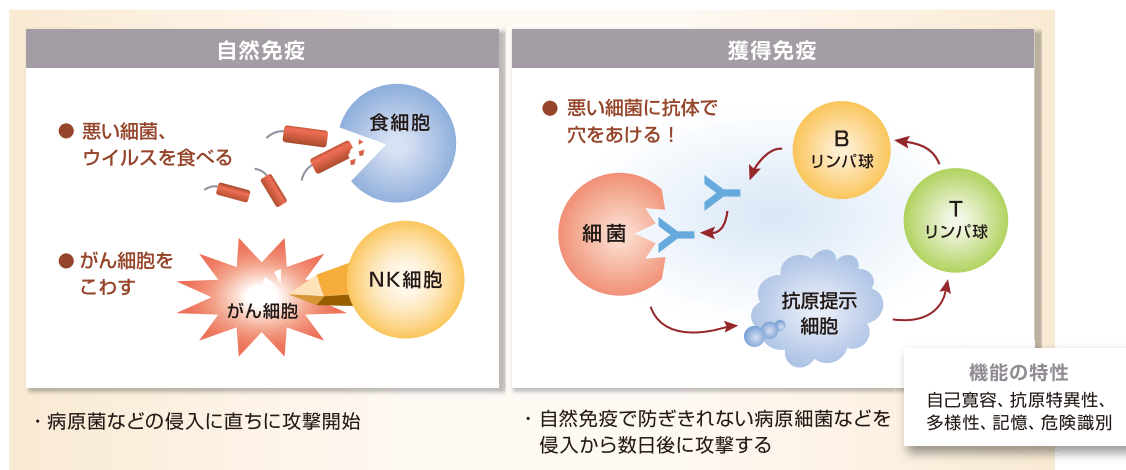 自然免疫
● 悪い細菌、
ウイルスを食べる
食細胞
● がん細胞を
こわす
がん細胞
NK細胞
・病原菌などの侵入に直ちに攻撃開始
獲得免疫
● 悪い細菌に抗体で
穴をあける！
細菌
B
リンパ球
T
リンパ球
抗原提示
細胞
・自然免疫で防ぎきれない病原細菌などを
侵入から数日後に攻撃する
機能の特性
自己寛容、抗原特異性、
多様性、記憶、危険識別